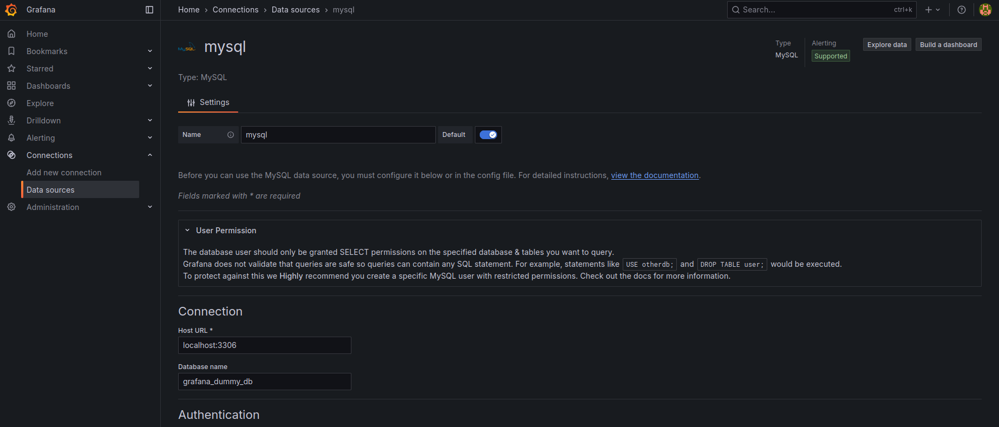 Grafana
Home › Connections › Data sources › mysql
Search...
ctrl+k
Home
Bookmarks
Starred
Dashboards
Explore
Drilldown
Alerting
Connections
Add new connection
Data sources
Administration
MySQL
mysql
Type
MySQL
Alerting
Supported
Explore data
Build a dashboard
Type: MySQL
Settings
Name
mysql
Default
Before you can use the MySQL data source, you must configure it below or in the config file. For detailed instructions, view the documentation.
Fields marked with * are required
User Permission
The database user should only be granted SELECT permissions on the specified database & tables you want to query.
Grafana does not validate that queries are safe so queries can contain any SQL statement. For example, statements like USE otherdb; and DROP TABLE user; would be executed.
To protect against this we Highly recommend you create a specific MySQL user with restricted permissions. Check out the docs for more information.
Connection
Host URL *
localhost:3306
Database name
grafana_dummy_db
Authentication